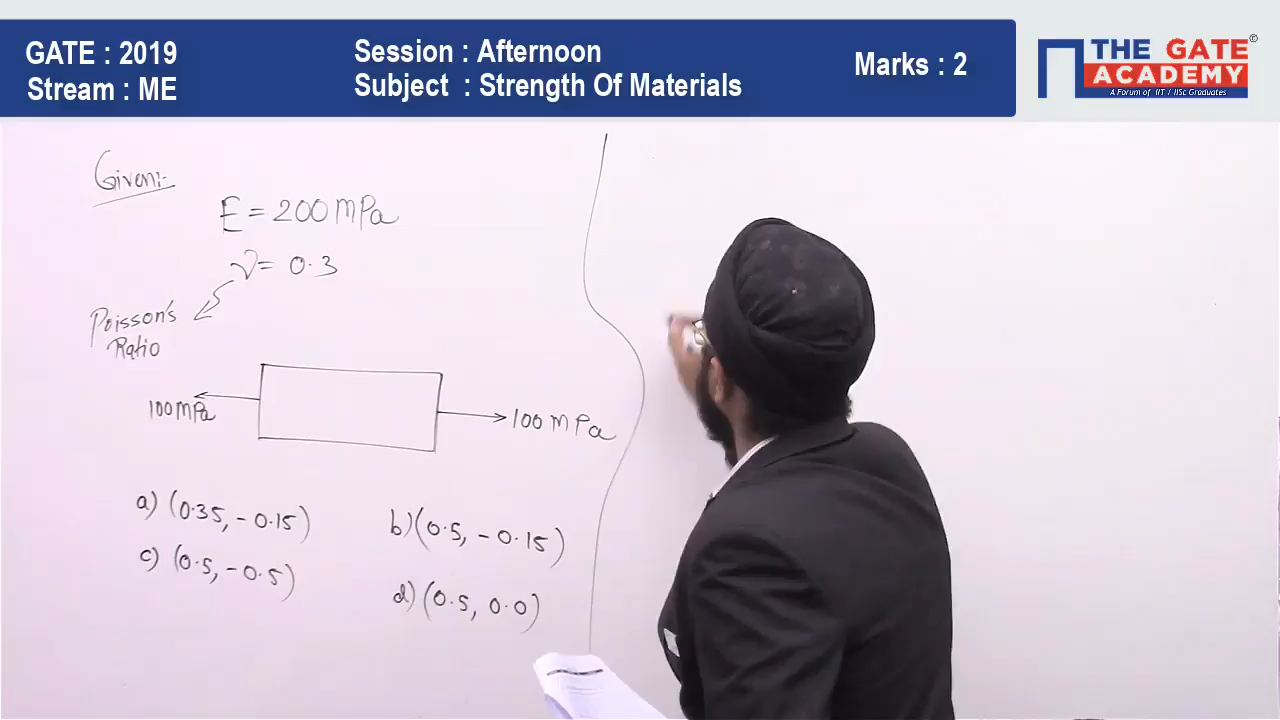 GATE : 2019
Stream : ME
Session : Afternoon
Subject : Strength Of Materials
Marks : 2
THE GATE
ACADEMY
©
A Forum of IIT / IISc Graduates
Given:-
E = 200 MPa
ν = 0.3
Poisson's
Ratio
100 MPa
100 MPa
a) (0.35, - 0.15)
b) (0.5, - 0.15)
c) (0.5, - 0.5)
d) (0.5, 0.0)